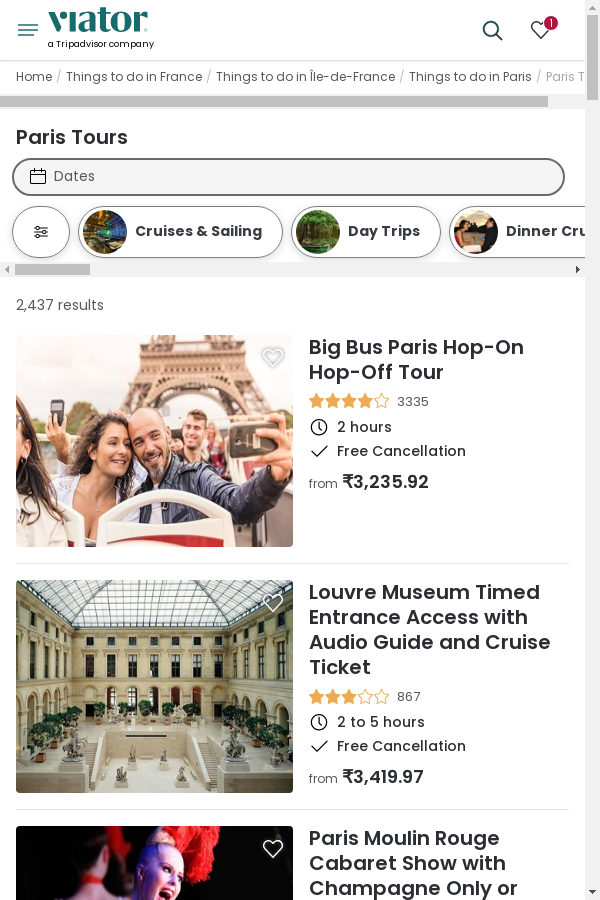 viator
a Tripadvisor company
1
Home / Things to do in France / Things to do in Île-de-France / Things to do in Paris / Paris T
Paris Tours
Dates
Cruises & Sailing
Day Trips
Dinner Cru
2,437 results
Big Bus Paris Hop-On
Hop-Off Tour
3335
2 hours
Free Cancellation
from ₹3,235.92
Louvre Museum Timed
Entrance Access with
Audio Guide and Cruise
Ticket
867
2 to 5 hours
Free Cancellation
from ₹3,419.97
Paris Moulin Rouge
Cabaret Show with
Champagne Only or